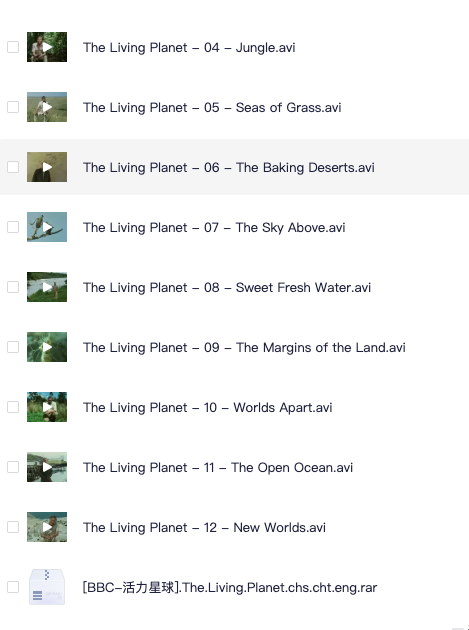 The Living Planet – 04 – Jungle.avi
The Living Planet – 05 – Seas of Grass.avi
The Living Planet – 06 – The Baking Deserts.avi
The Living Planet – 07 – The Sky Above.avi
The Living Planet – 08 – Sweet Fresh Water.avi
The Living Planet – 09 – The Margins of the Land.avi
The Living Planet – 10 – Worlds Apart.avi
The Living Planet – 11 – The Open Ocean.avi
The Living Planet – 12 – New Worlds.avi
[BBC–活力星球].The.Living.Planet.chs.cht.eng.rar